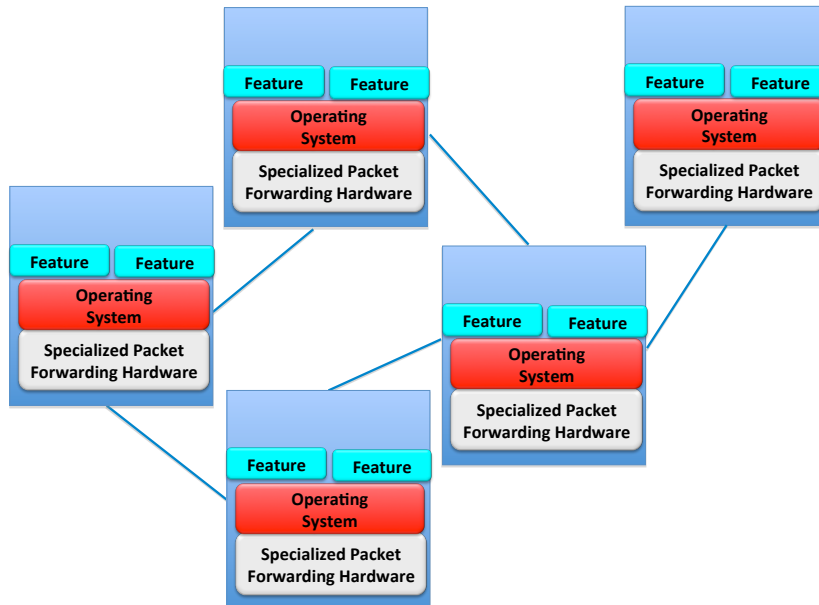 Feature Feature
Operating
System
Specialized Packet
Forwarding Hardware
Feature Feature
Operating
System
Specialized Packet
Forwarding Hardware
Feature Feature
Operating
System
Specialized Packet
Forwarding Hardware
Feature Feature
Operating
System
Specialized Packet
Forwarding Hardware
Feature Feature
Operating
System
Specialized Packet
Forwarding Hardware